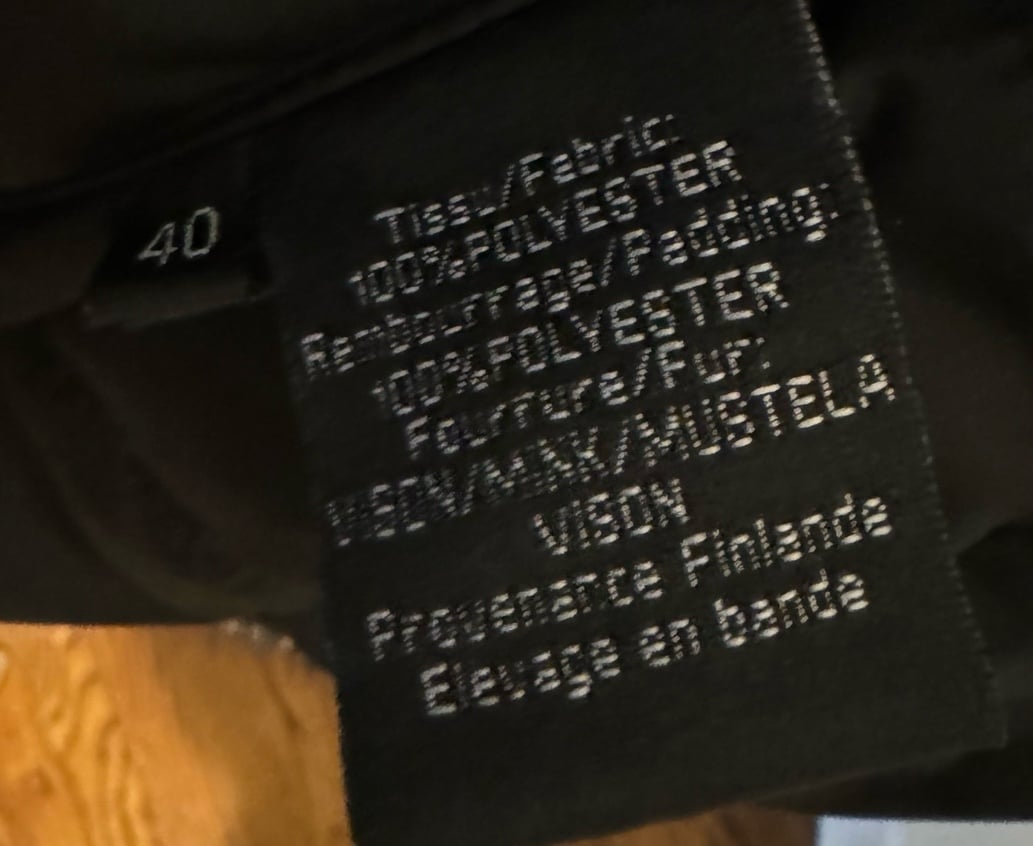 40
Tissu/Fabric:
100%POLYESTER
Rembourrage/Padding:
100%POLYESTER
Fourrure/Fur:
VISON/MINK/MUSTELA
VISON
Provenance Finlande
Elevage en bande